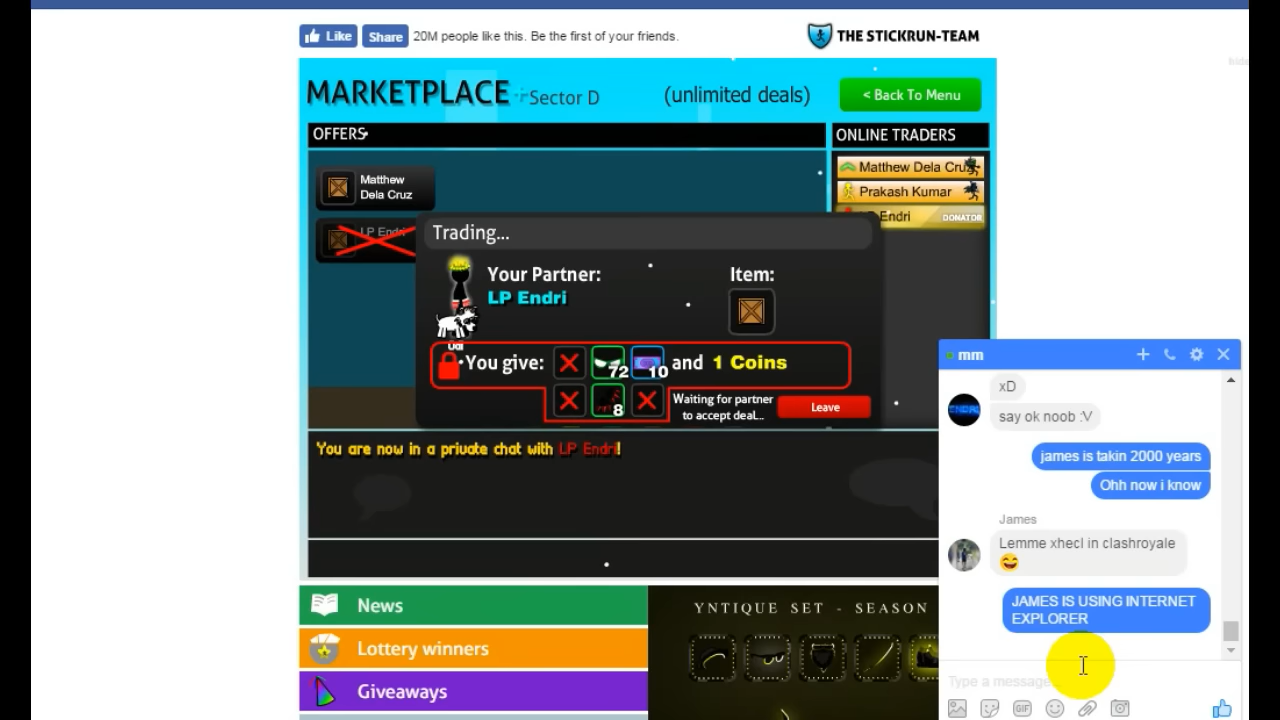 Like Share 20M people like this. Be the first of your friends.
THE STICKRUN-TEAM
MARKETPLACE Sector D (unlimited deals) < Back To Menu
OFFERS
ONLINE TRADERS
Matthew
Dela Cruz
LP Endri
Matthew Dela Cruz
Prakash Kumar
Endri DONATOR
Trading...
Your Partner:
LP Endri
Item:
You give: 72 10 and 1 Coins
8
Waiting for partner
to accept deal...
Leave
You are now in a private chat with LP Endri!
News
Lottery winners
Giveaways
YNTIQUE SET - SEASON
mm
xD
say ok noob :V
james is takin 2000 years
Ohh now i know
James
Lemme xhecl in clashroyale
😄
JAMES IS USING INTERNET
EXPLORER
Type a message...
GIF